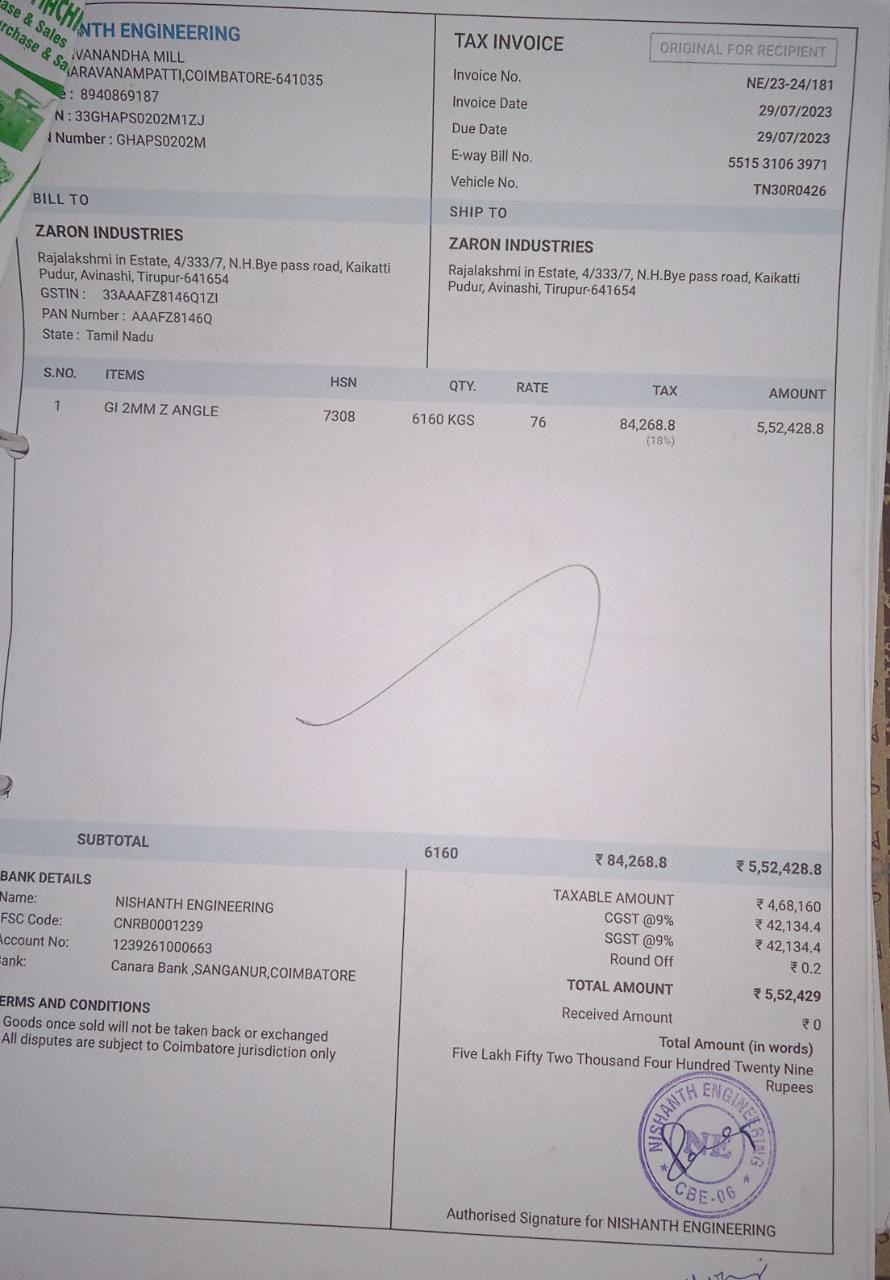 ase & Sales
rchase & Sa
NTH ENGINEERING
VANANDHA MILL
ARAVANAMPATTI,COIMBATORE-641035
: 8940869187
N : 33GHAPS0202M1ZJ
Number : GHAPS0202M
TAX INVOICE
ORIGINAL FOR RECIPIENT
Invoice No. NE/23-24/181
Invoice Date 29/07/2023
Due Date 29/07/2023
E-way Bill No. 5515 3106 3971
Vehicle No. TN30R0426
BILL TO
ZARON INDUSTRIES
Rajalakshmi in Estate, 4/333/7, N.H.Bye pass road, Kaikatti
Pudur, Avinashi, Tirupur-641654
GSTIN : 33AAAFZ8146Q1ZI
PAN Number : AAAFZ8146Q
State : Tamil Nadu
SHIP TO
ZARON INDUSTRIES
Rajalakshmi in Estate, 4/333/7, N.H.Bye pass road, Kaikatti
Pudur, Avinashi, Tirupur-641654
S.NO. ITEMS HSN QTY. RATE TAX AMOUNT
1 GI 2MM Z ANGLE 7308 6160 KGS 76 84,268.8 5,52,428.8
(18%)
SUBTOTAL 6160 ₹ 84,268.8 ₹ 5,52,428.8
BANK DETAILS
Name: NISHANTH ENGINEERING
FSC Code: CNRB0001239
Account No: 1239261000663
ank: Canara Bank ,SANGANUR,COIMBATORE
ERMS AND CONDITIONS
Goods once sold will not be taken back or exchanged
All disputes are subject to Coimbatore jurisdiction only
TAXABLE AMOUNT ₹ 4,68,160
CGST @9% ₹ 42,134.4
SGST @9% ₹ 42,134.4
Round Off ₹ 0.2
TOTAL AMOUNT ₹ 5,52,429
Received Amount ₹ 0
Total Amount (in words)
Five Lakh Fifty Two Thousand Four Hundred Twenty Nine
Rupees
NISHANTH ENGINEERING
NE
CBE-06
Authorised Signature for NISHANTH ENGINEERING